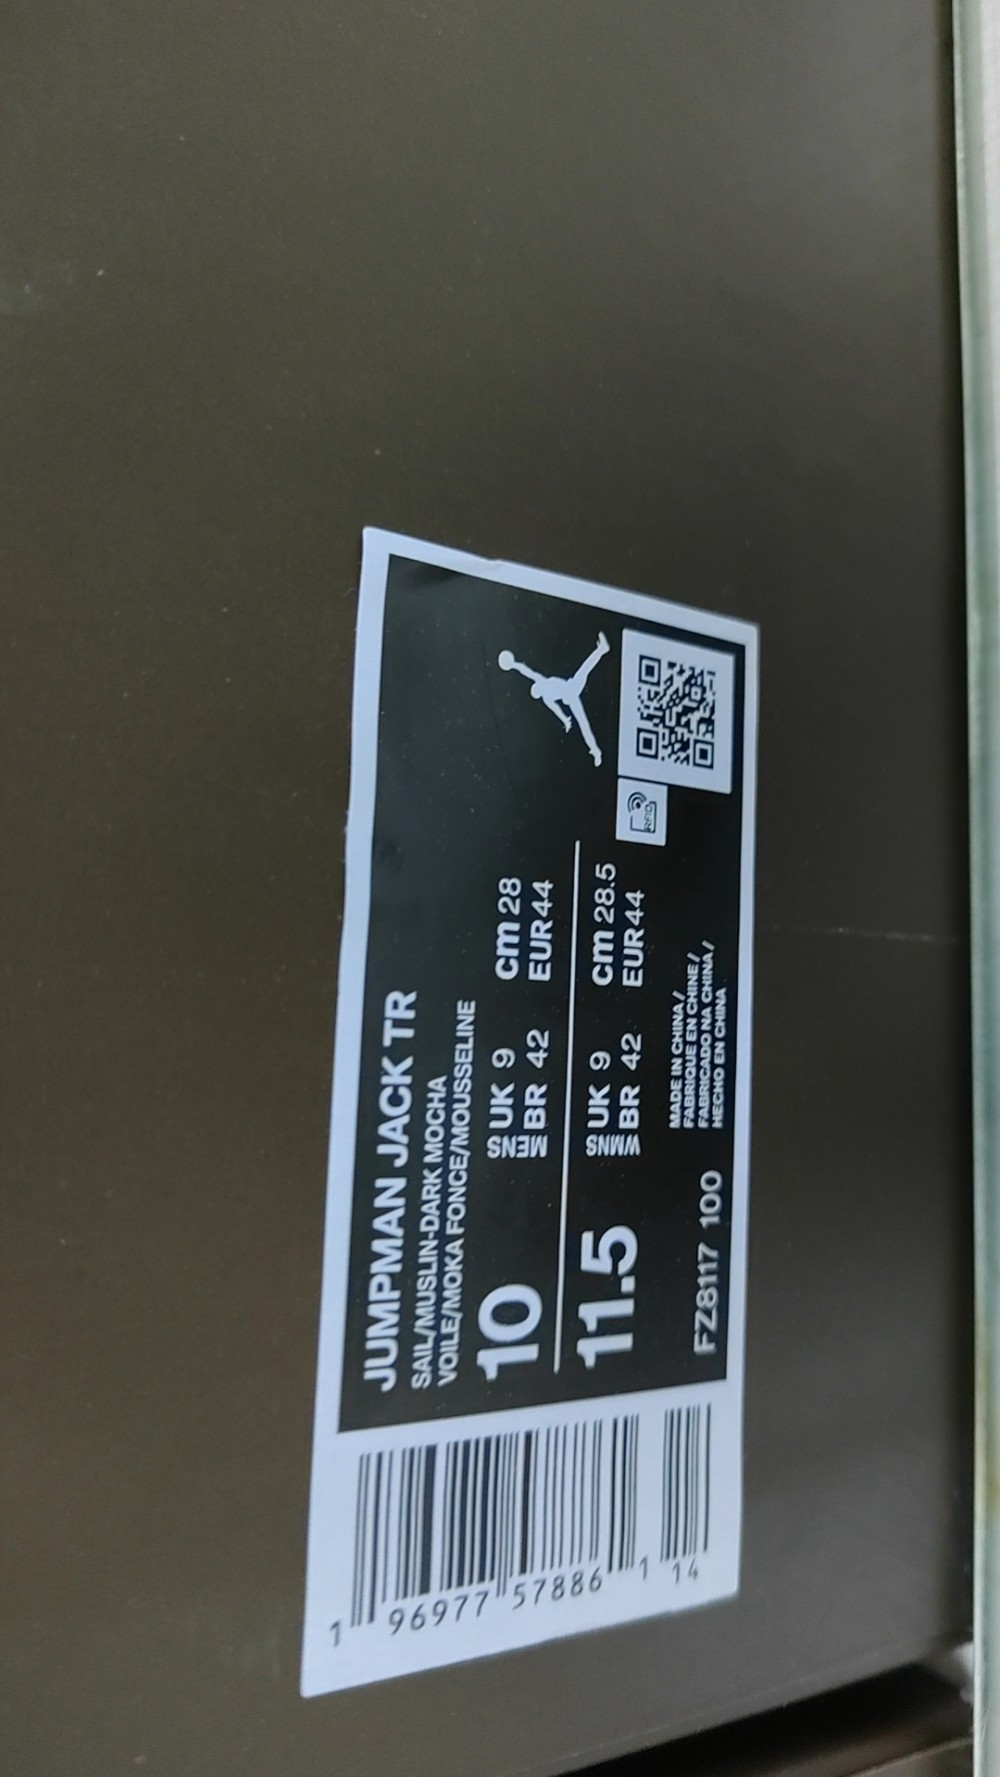 JUMPMAN JACK TR
SAIL/MUSLIN-DARK MOCHA
VOILE/MOKA FONCE/MOUSSELINE
10 MENS UK 9 cm 28
BR 42 EUR 44
11.5 WMNS UK 9 cm 28.5
BR 42 EUR 44
RFID
FZ8117 100
MADE IN CHINA/
FABRIQUE EN CHINE/
FABRICADO NA CHINA/
HECHO EN CHINA
1 96977 57886 1 14